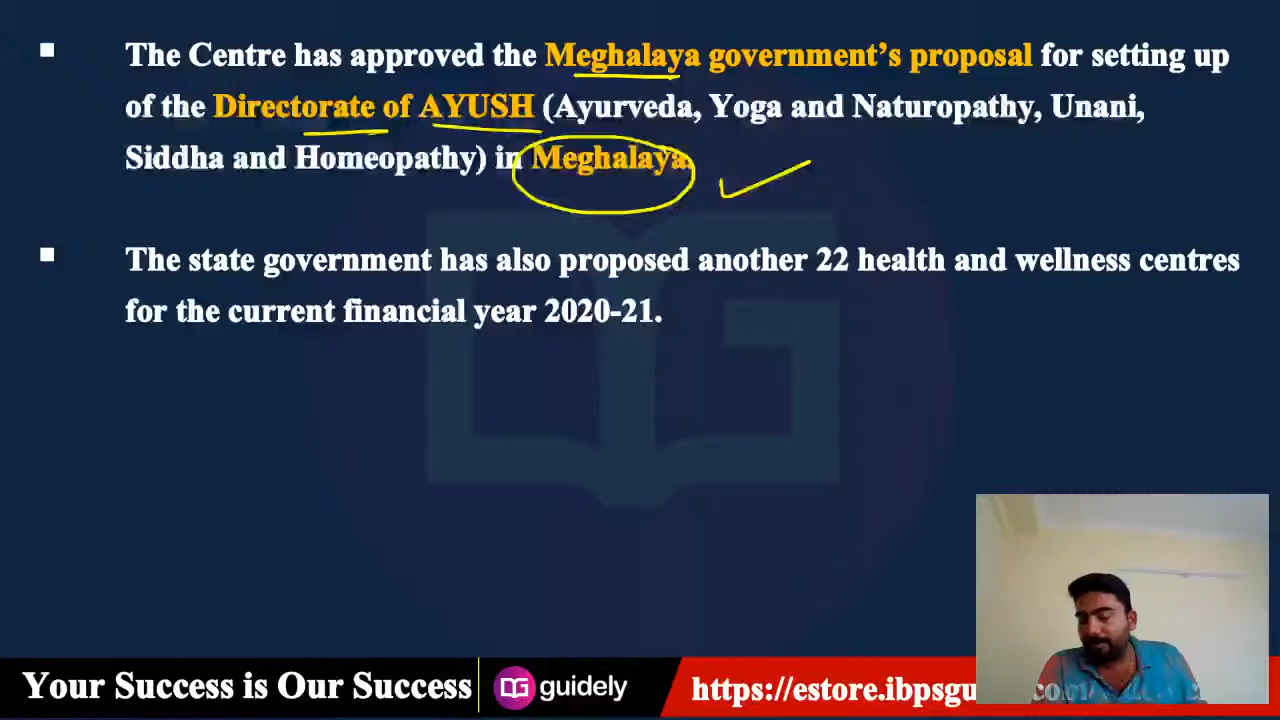 The Centre has approved the Meghalaya government's proposal for setting up
of the Directorate of AYUSH (Ayurveda, Yoga and Naturopathy, Unani,
Siddha and Homeopathy) in Meghalaya.
The state government has also proposed another 22 health and wellness centres
for the current financial year 2020-21.
Your Success is Our Success
guidely
https://estore.ibpsgu